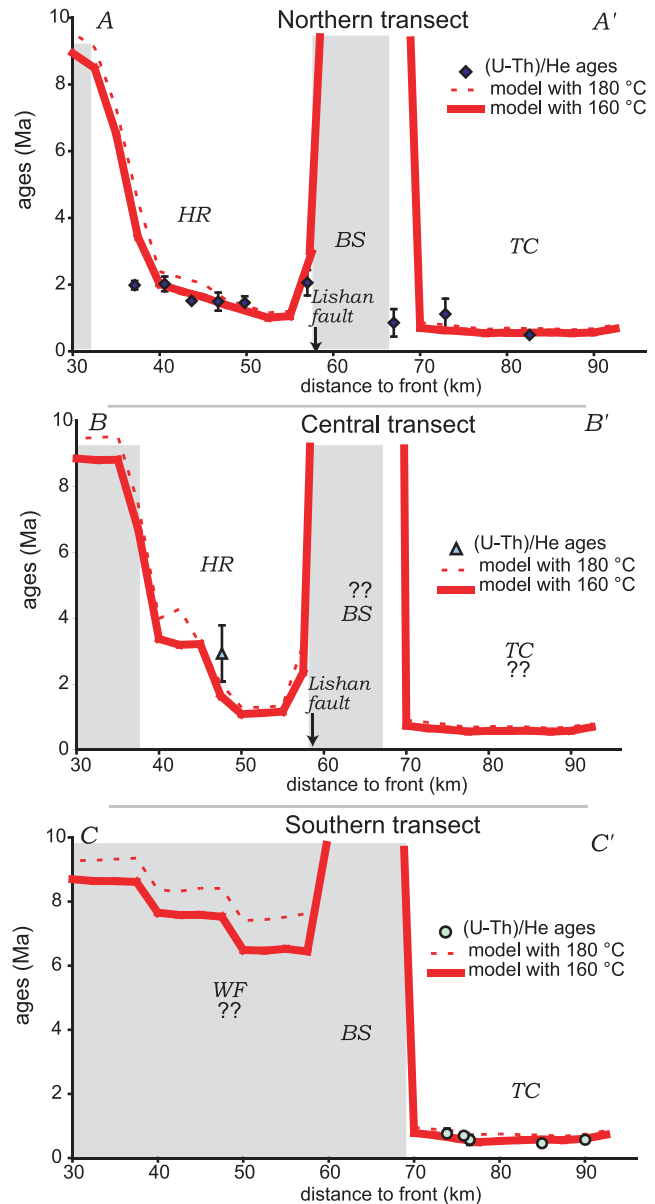 A Northern transect A'
(U-Th)/He ages
model with 180 °C
model with 160 °C
ages (Ma)
10
8
6
4
2
0
HR
BS
TC
Lishan
fault
30 40 50 60 70 80 90
distance to front (km)
B Central transect B'
(U-Th)/He ages
model with 180 °C
model with 160 °C
ages (Ma)
10
8
6
4
2
0
HR
??
BS
TC
??
Lishan
fault
30 40 50 60 70 80 90
distance to front (km)
C Southern transect C'
(U-Th)/He ages
model with 180 °C
model with 160 °C
ages (Ma)
10
8
6
4
2
0
WF
??
BS
TC
30 40 50 60 70 80 90
distance to front (km)